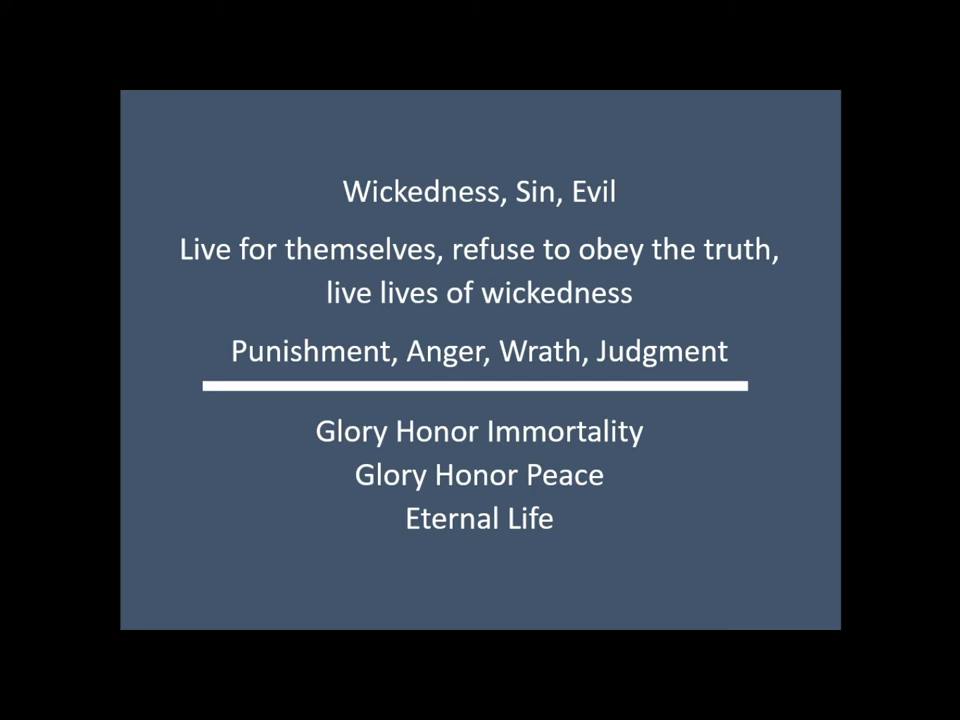 Wickedness, Sin, Evil
Live for themselves, refuse to obey the truth,
live lives of wickedness
Punishment, Anger, Wrath, Judgment
Glory Honor Immortality
Glory Honor Peace
Eternal Life